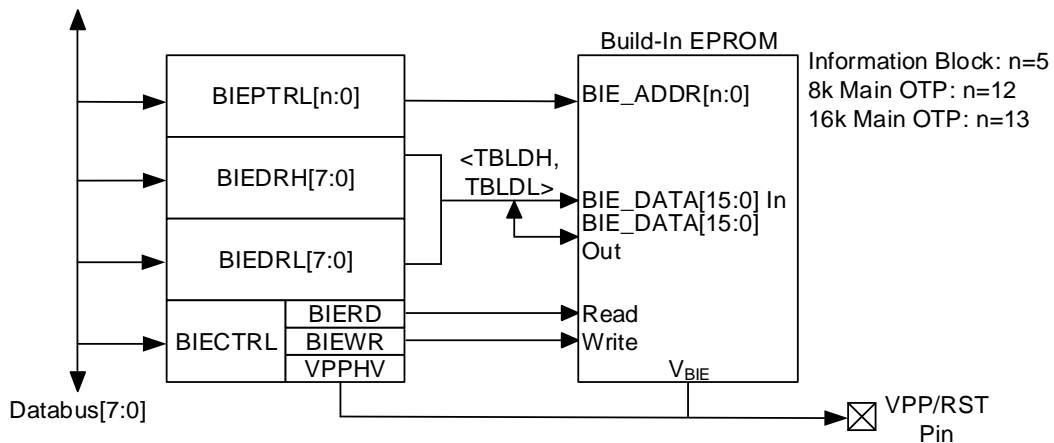 Build-In EPROM
Information Block: n=5
8k Main OTP: n=12
16k Main OTP: n=13
BIEPTRL[n:0]
BIE_ADDR[n:0]
<TBLDH,
TBLDL>
BIEDRH[7:0]
BIE_DATA[15:0] In
BIE_DATA[15:0]
Out
BIEDRL[7:0]
BIECTRL
BIERD
BIEWR
VPPHV
Read
Write
VBIE
Databus[7:0]
VPP/RST
Pin